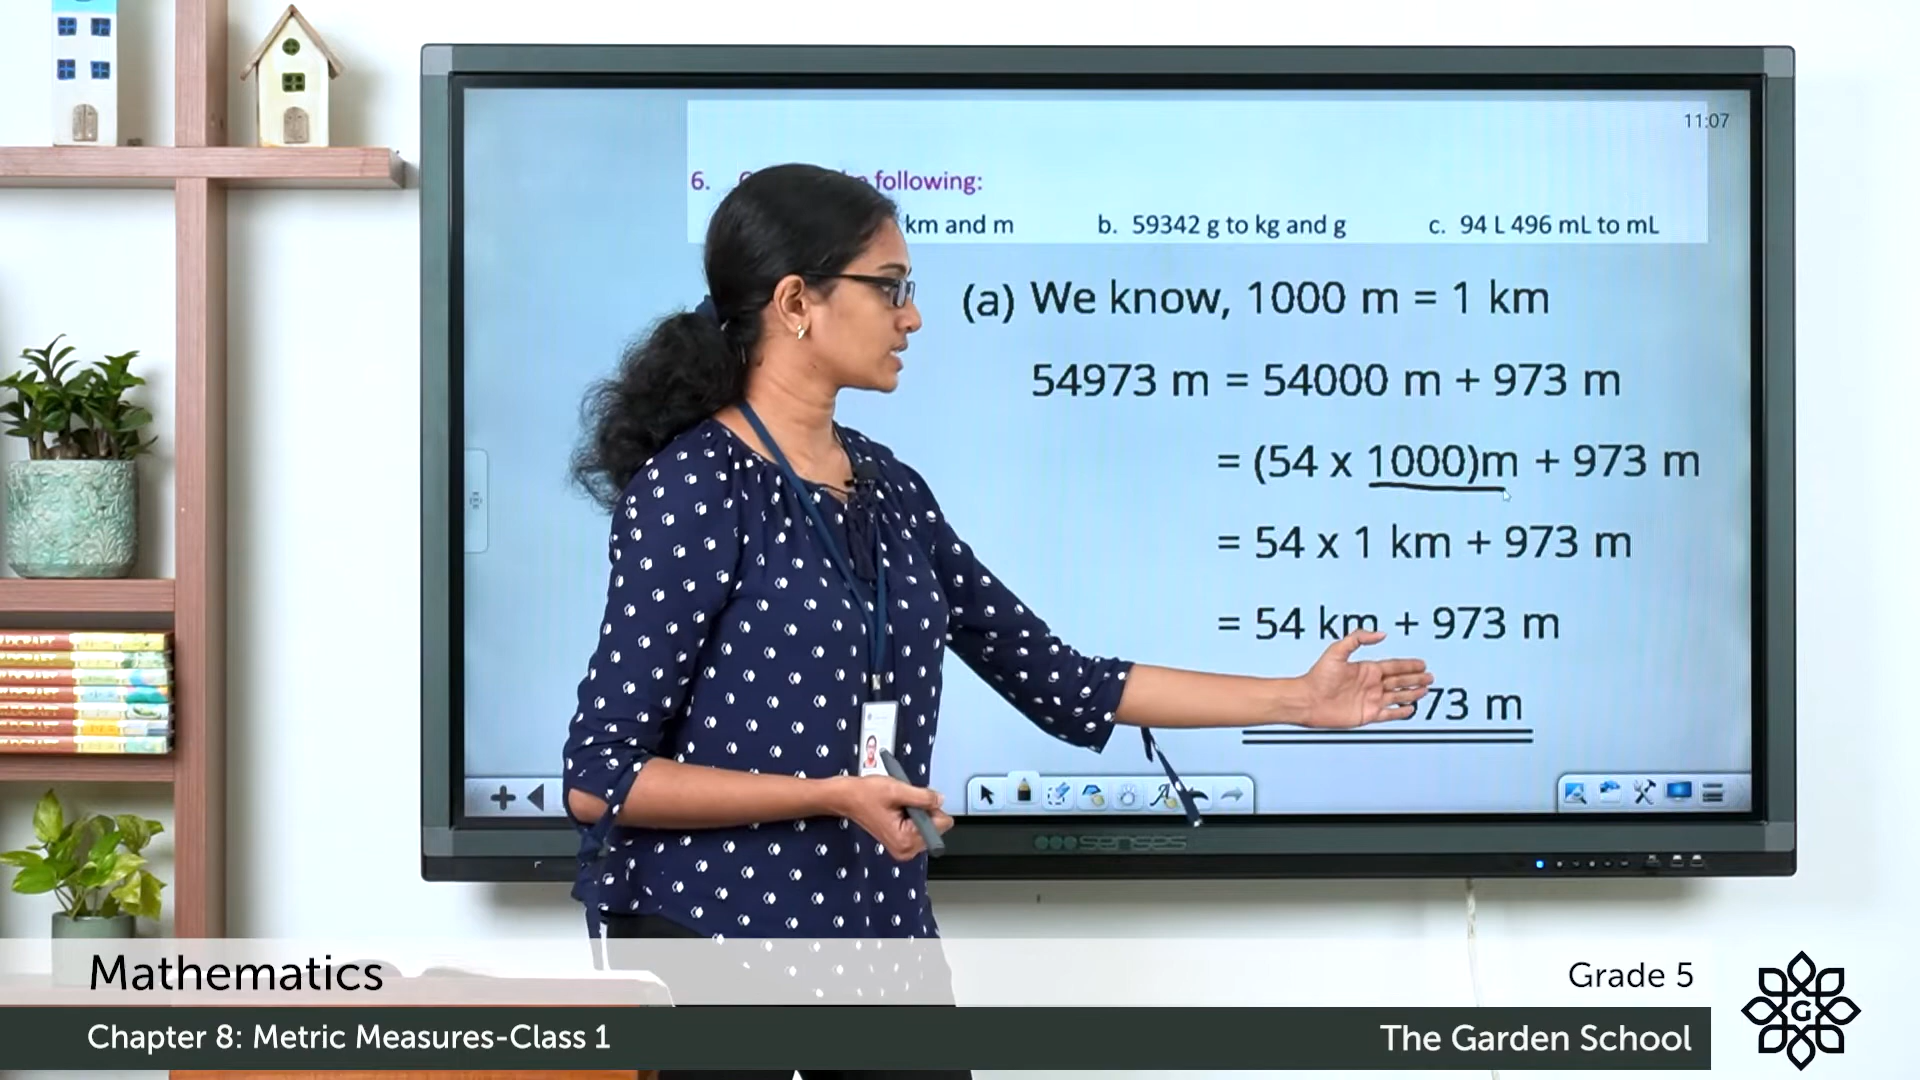 11:07
6. following:
km and m b. 59342 g to kg and g c. 94 L 496 mL to mL
(a) We know, 1000 m = 1 km
54973 m = 54000 m + 973 m
= (54 x 1000)m + 973 m
= 54 x 1 km + 973 m
= 54 km + 973 m
73 m
senses
Mathematics
Grade 5
Chapter 8: Metric Measures-Class 1
The Garden School
G